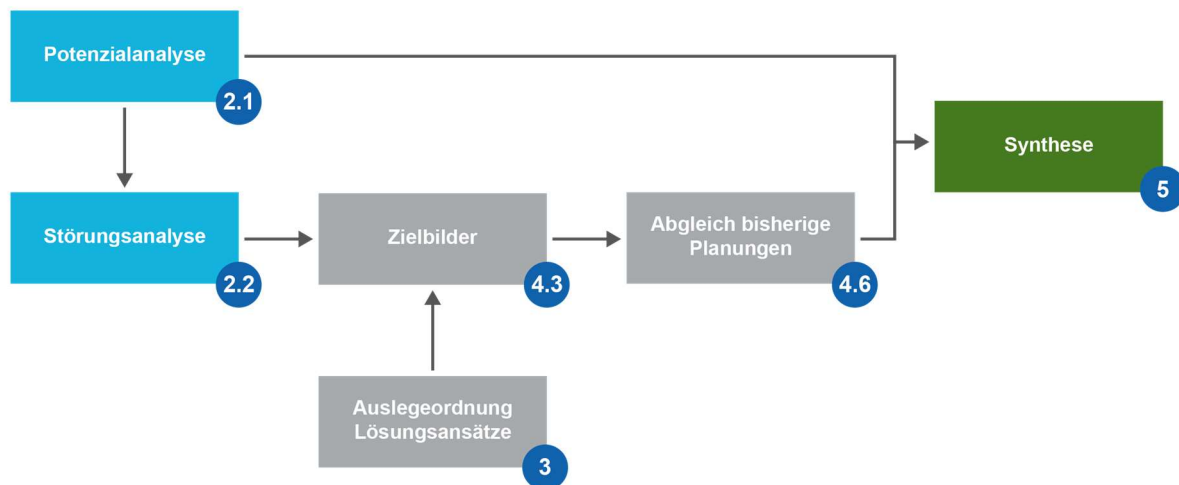 Potenzialanalyse
2.1
Synthese
5
Störungsanalyse
2.2
Zielbilder
4.3
Abgleich bisherige
Planungen
4.6
Auslegeordnung
Lösungsansätze
3